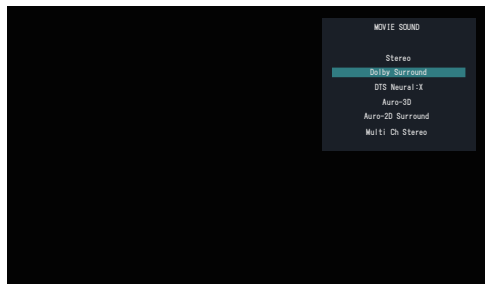 MOVIE SOUND
Stereo
Dolby Surround
DTS Neural:X
Auro-3D
Auro-2D Surround
Multi Ch Stereo